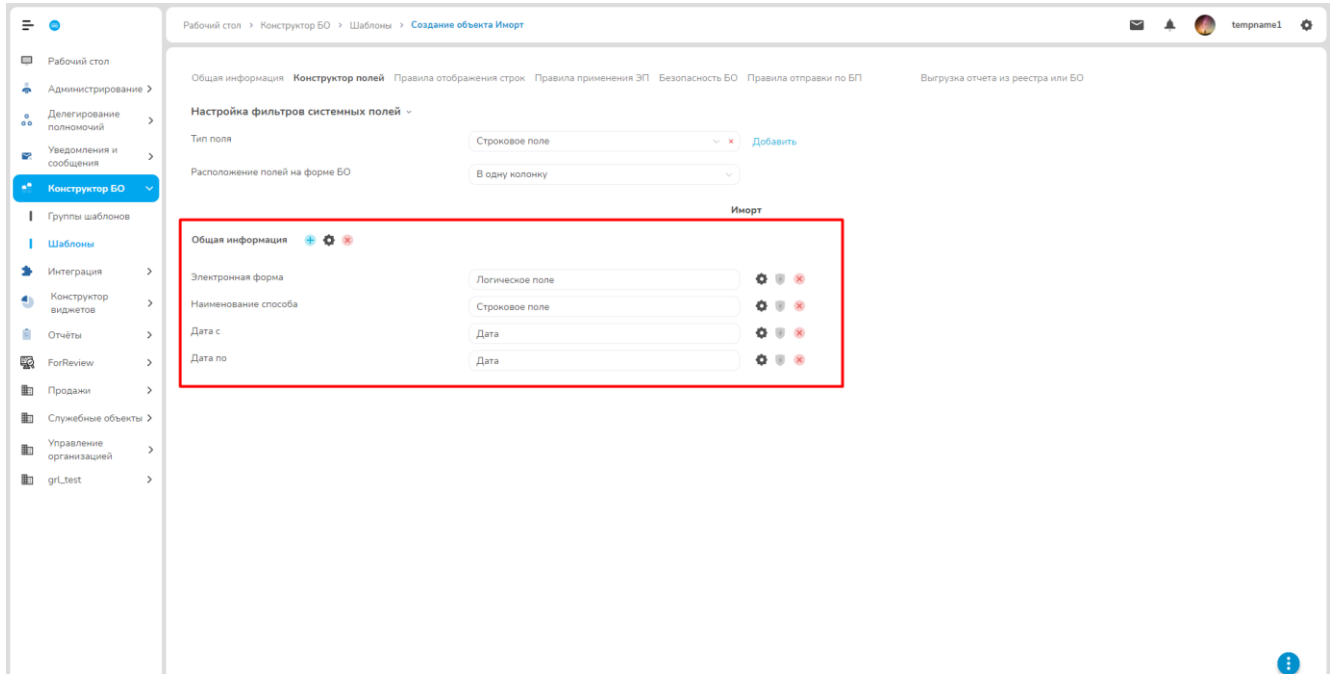 Рабочий стол > Конструктор БО > Шаблоны > Создание объекта Иморт
tempname1
Рабочий стол
Администрирование
Делегирование
полномочий
Уведомления и
сообщения
Конструктор БО
Группы шаблонов
Шаблоны
Интеграция
Конструктор
виджетов
Отчёты
ForReview
Продажи
Служебные объекты
Управление
организацией
grl_test
Общая информация Конструктор полей Правила отображения строк Правила применения ЭП Безопасность БО Правила отправки по БП Выгрузка отчета из реестра или БО
Настройка фильтров системных полей
Тип поля Строковое поле Добавить
Расположение полей на форме БО В одну колонку
Иморт
Общая информация
Электронная форма Логическое поле
Наименование способа Строковое поле
Дата с Дата
Дата по Дата